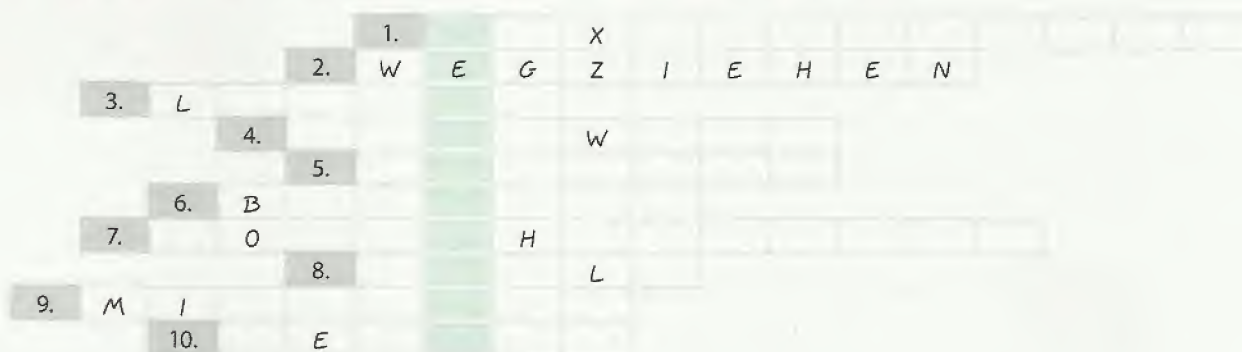 1. X
2. W E G Z I E H E N
3. L
4. W
5.
6. B
7. O H
8. L
9. M I
10. E